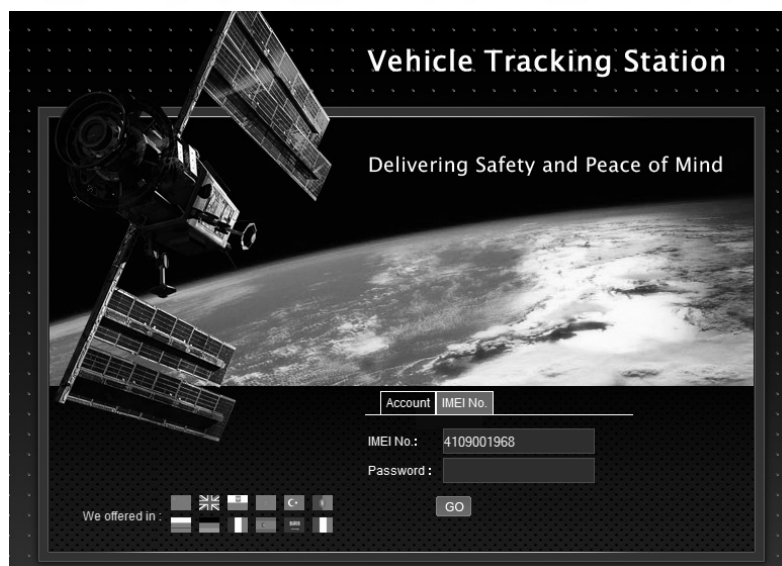 Vehicle Tracking Station
Delivering Safety and Peace of Mind
Account IMEI No.
IMEI No.: 4109001968
Password :
GO
We offered in :